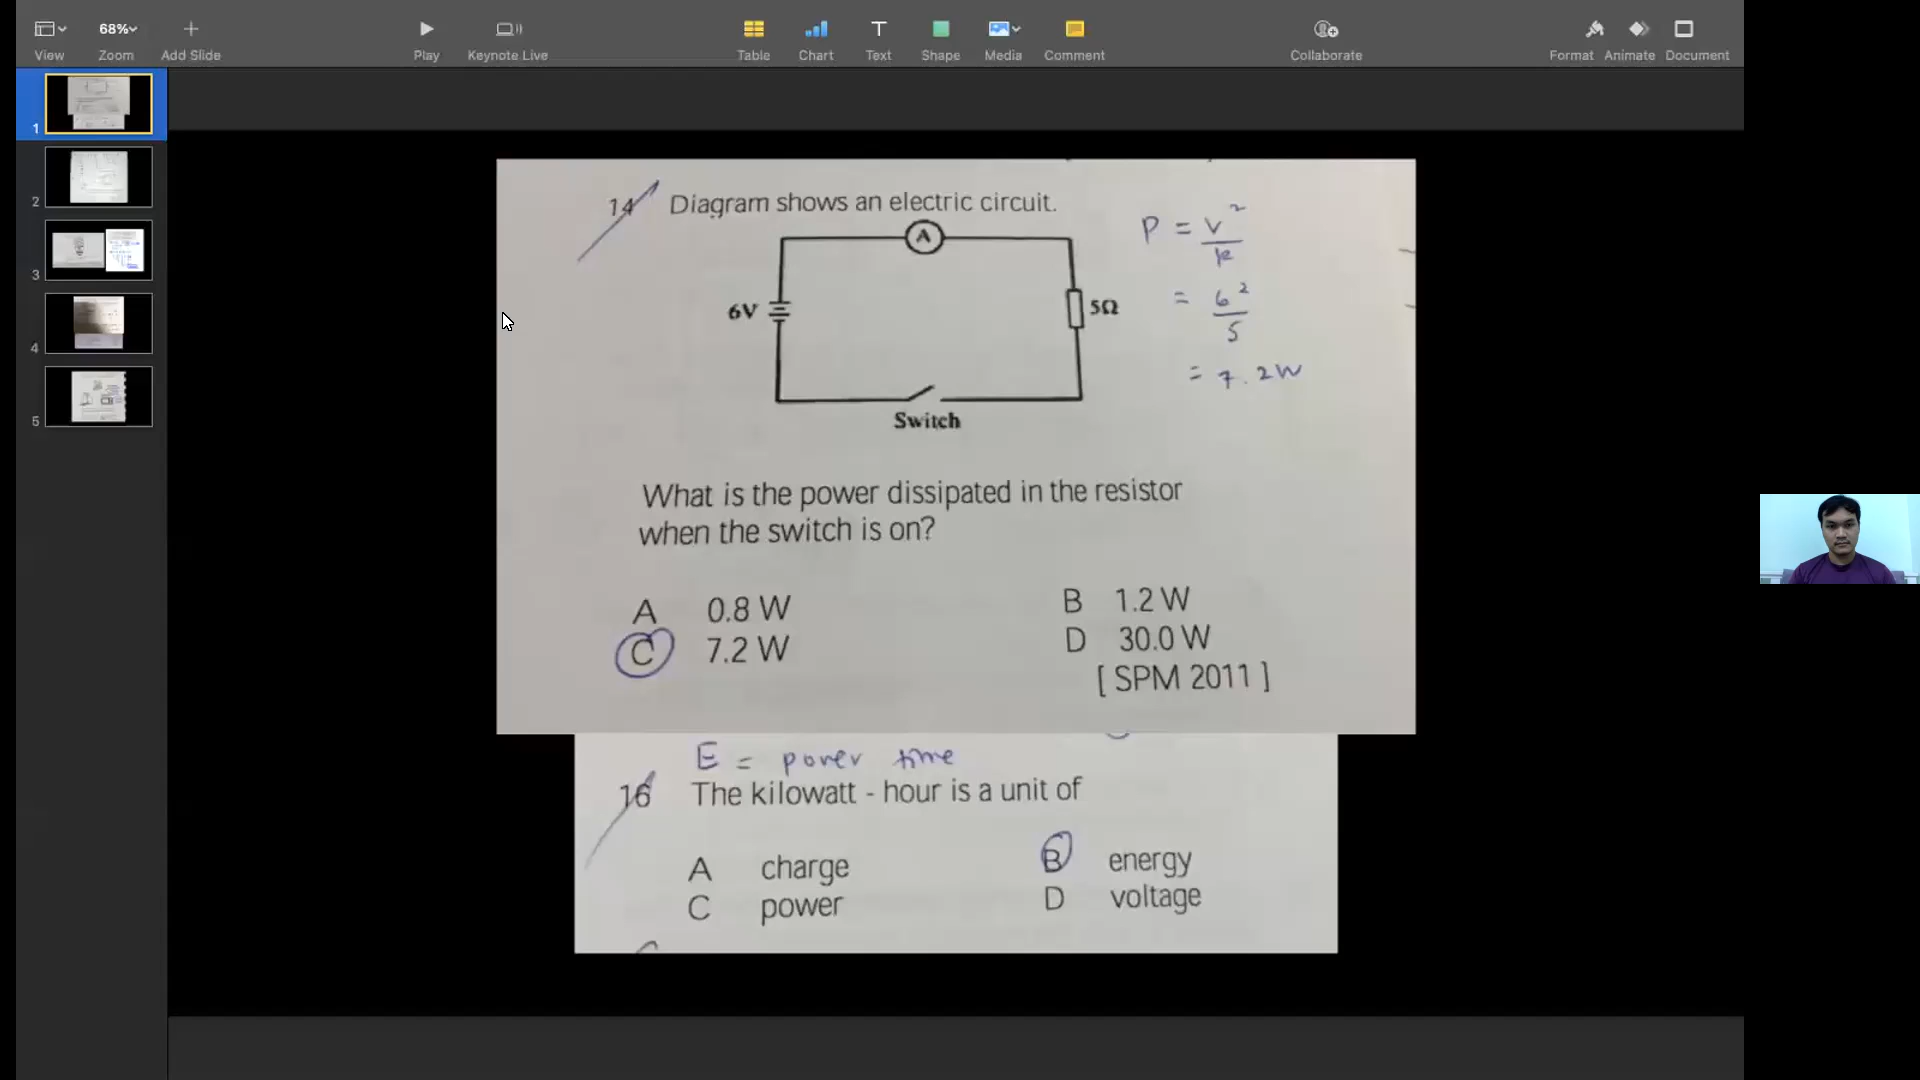 View
68%
Zoom
Add Slide
Play
Keynote Live
Table
Chart
Text
Shape
Media
Comment
Collaborate
Format
Animate
Document
1
2
3
4
5
14 Diagram shows an electric circuit.
A
6V
5Ω
Switch
P = V²/R
= 6²/5
= 7.2W
What is the power dissipated in the resistor
when the switch is on?
A 0.8 W B 1.2 W
C 7.2 W D 30.0 W
[ SPM 2011 ]
E = power time
16 The kilowatt - hour is a unit of
A charge B energy
C power D voltage